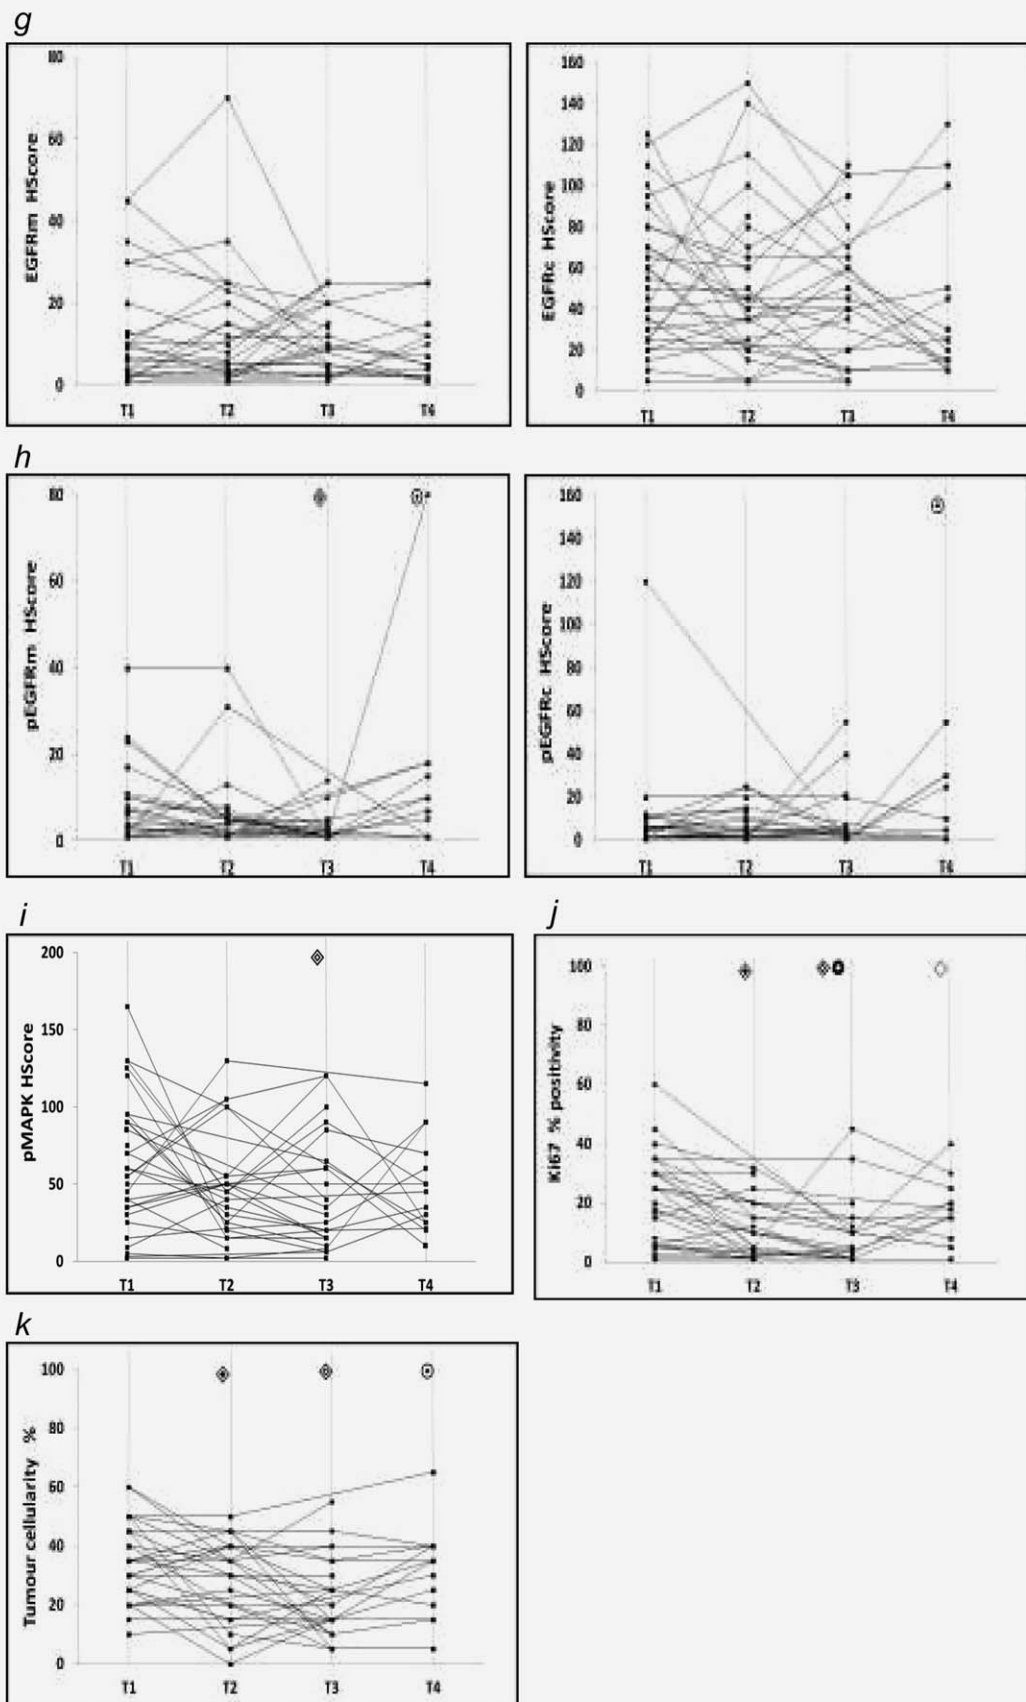 g
EGFRm HScore
80
60
40
20
0
T1 T2 T3 T4
EGFRc HScore
160
140
120
100
80
60
40
20
0
T1 T2 T3 T4
h
pEGFRm HScore
80
60
40
20
0
T1 T2 T3 T4
pEGFRc HScore
160
140
120
100
80
60
40
20
0
T1 T2 T3 T4
i
pMAPK HScore
200
150
100
50
0
T1 T2 T3 T4
j
Ki67 % positivity
100
80
60
40
20
0
T1 T2 T3 T4
k
Tumour cellularity %
100
80
60
40
20
0
T1 T2 T3 T4